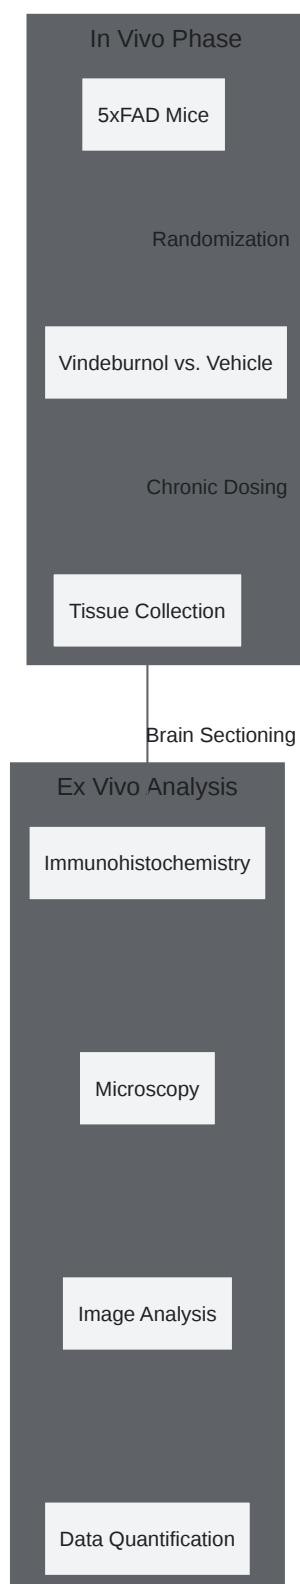 In Vivo Phase
5xFAD Mice
Randomization
Vindeburnol vs. Vehicle
Chronic Dosing
Tissue Collection
Brain Sectioning
Ex Vivo Analysis
Immunohistochemistry
Microscopy
Image Analysis
Data Quantification